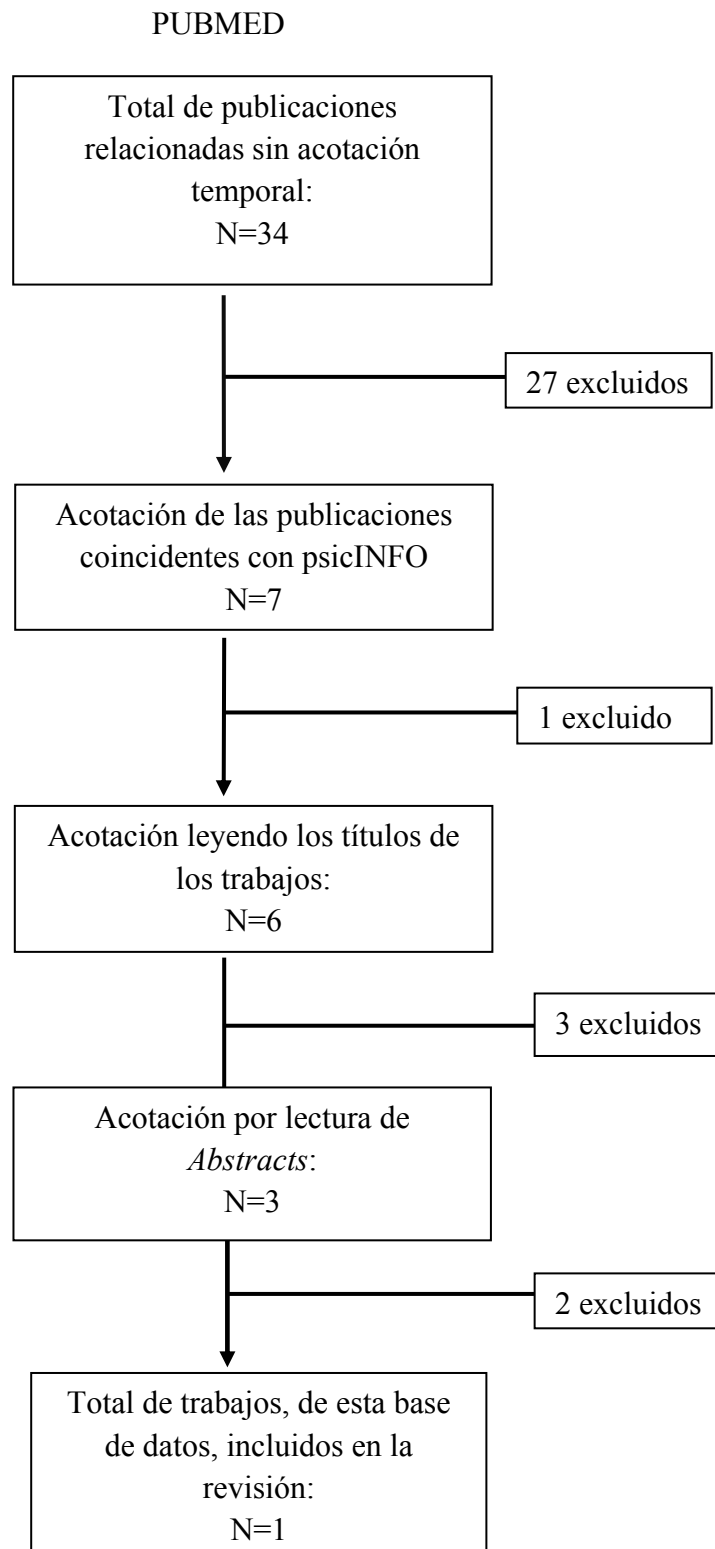 PUBMED
Total de publicaciones
relacionadas sin acotación
temporal:
N=34
27 excluidos
Acotación de las publicaciones
coincidentes con psicINFO
N=7
1 excluido
Acotación leyendo los títulos de
los trabajos:
N=6
3 excluidos
Acotación por lectura de
Abstracts:
N=3
2 excluidos
Total de trabajos, de esta base
de datos, incluidos en la
revisión:
N=1